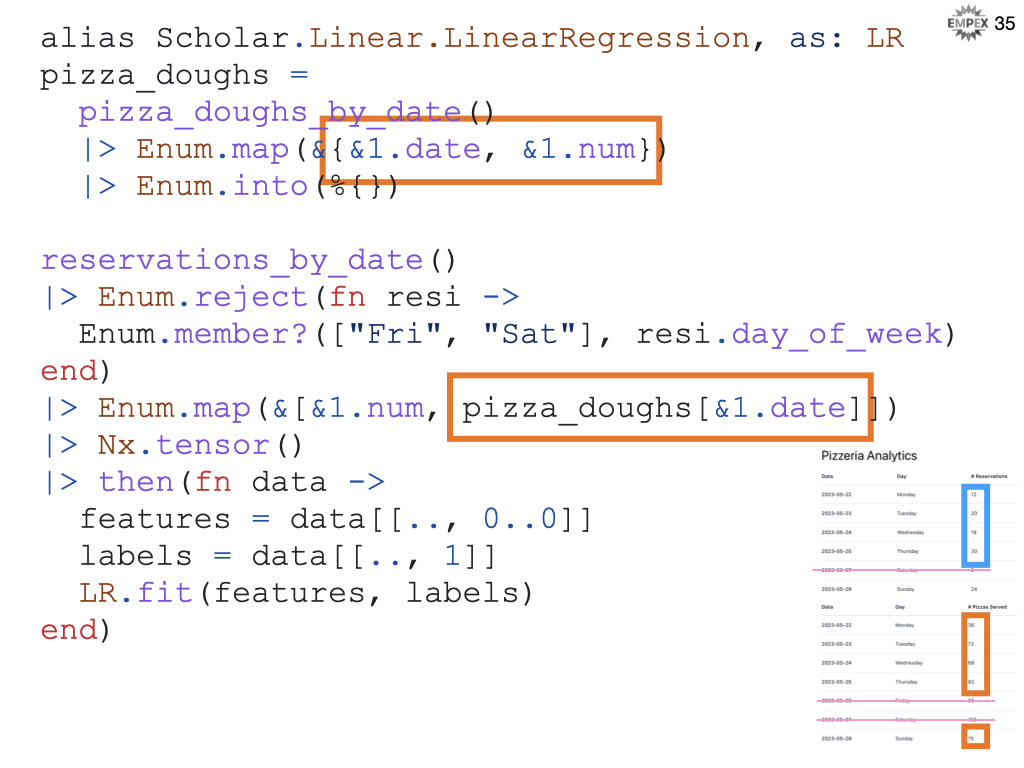 EMPEX 35
alias Scholar.Linear.LinearRegression, as: LR
pizza_doughs =
  pizza_doughs_by_date()
  |> Enum.map(&{&1.date, &1.num})
  |> Enum.into(%{})
reservations_by_date()
|> Enum.reject(fn resi ->
  Enum.member?(["Fri", "Sat"], resi.day_of_week)
end)
|> Enum.map(&[&1.num, pizza_doughs[&1.date]])
|> Nx.tensor()
|> then(fn data ->
  features = data[[.., 0..0]]
  labels = data[[.., 1]]
  LR.fit(features, labels)
end)
Pizzeria Analytics
Date Day # Reservations
2023-05-22 Monday 12
2023-05-23 Tuesday 20
2023-05-24 Wednesday 18
2023-05-25 Thursday 30
2023-05-27 Saturday
2023-05-28 Sunday 24
Date Day # Pizzas Served
2023-05-22 Monday 36
2023-05-23 Tuesday 72
2023-05-24 Wednesday 68
2023-05-25 Thursday 82
Friday
2023-05-27 Saturday
2023-05-28 Sunday 75